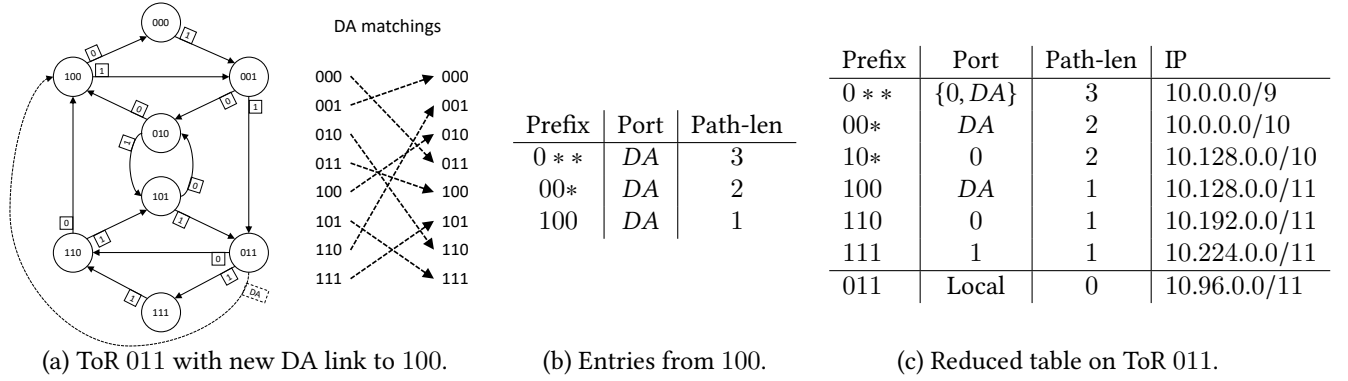 000
0
1
100
1
001
0
1
0
010
1
0
101
0
1
1
110
0
011
1
DA
1
111
(a) ToR 011 with new DA link to 100.
DA matchings
000 000
001 001
010 010
011 011
100 100
101 101
110 110
111 111
Prefix Port Path-len
0 * * DA 3
00* DA 2
100 DA 1
(b) Entries from 100.
Prefix Port Path-len IP
0 * * {0, DA} 3 10.0.0.0/9
00* DA 2 10.0.0.0/10
10* 0 2 10.128.0.0/10
100 DA 1 10.128.0.0/11
110 0 1 10.192.0.0/11
111 1 1 10.224.0.0/11
011 Local 0 10.96.0.0/11
(c) Reduced table on ToR 011.